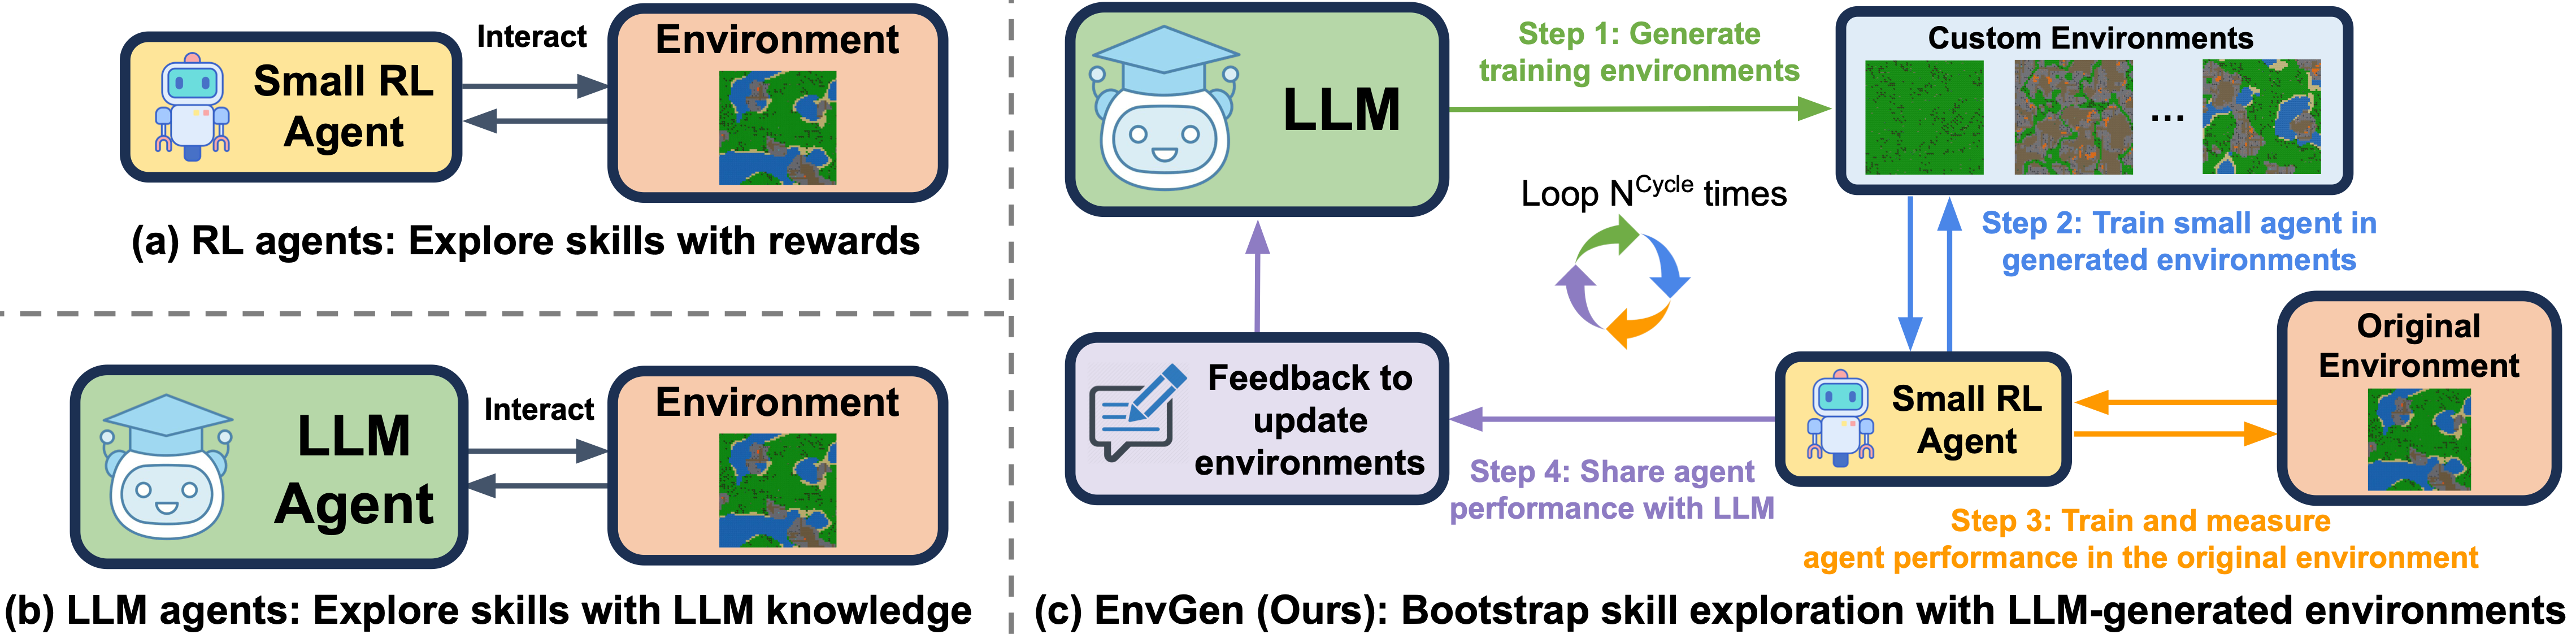 Small RL
Agent
Interact
Environment
(a) RL agents: Explore skills with rewards
LLM
Agent
Interact
Environment
(b) LLM agents: Explore skills with LLM knowledge
LLM
Step 1: Generate
training environments
Custom Environments
...
Loop N^Cycle times
Step 2: Train small agent in
generated environments
Original
Environment
Small RL
Agent
Step 3: Train and measure
agent performance in the original environment
Feedback to
update
environments
Step 4: Share agent
performance with LLM
(c) EnvGen (Ours): Bootstrap skill exploration with LLM-generated environments